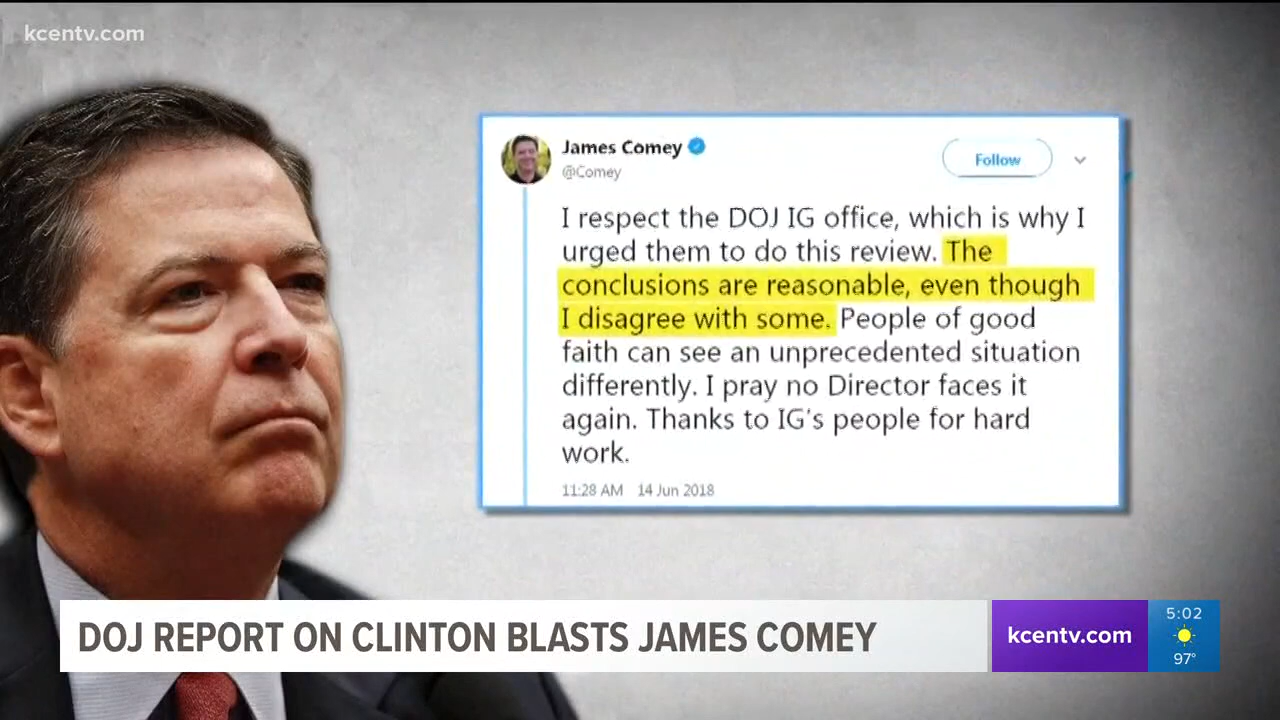 kcentv.com
James Comey
@Comey
Follow
I respect the DOJ IG office, which is why I
urged them to do this review. The
conclusions are reasonable, even though
I disagree with some. People of good
faith can see an unprecedented situation
differently. I pray no Director faces it
again. Thanks to IG's people for hard
work.
11:28 AM 14 Jun 2018
DOJ REPORT ON CLINTON BLASTS JAMES COMEY
kcentv.com
5:02
97°